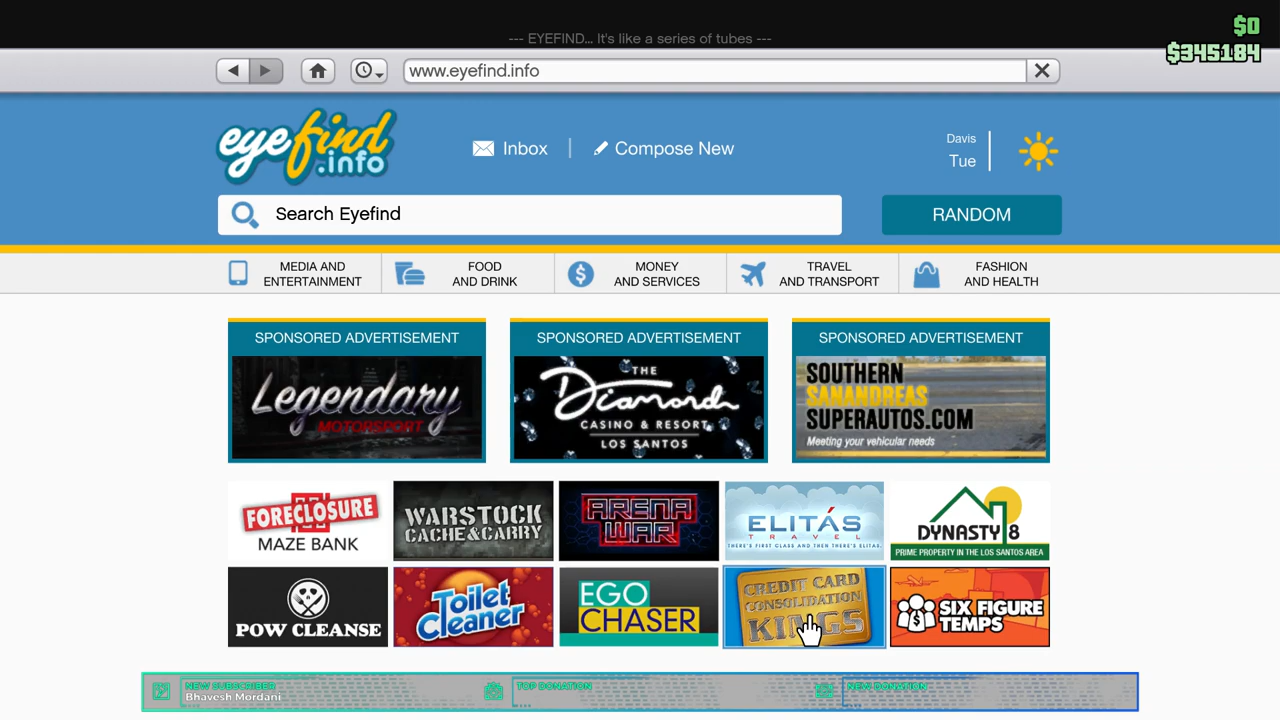 --- EYEFIND... It's like a series of tubes ---
$0
$345184
www.eyefind.info
eyefind
.info
Inbox
Compose New
Davis
Tue
Search Eyefind
RANDOM
MEDIA AND
ENTERTAINMENT
FOOD
AND DRINK
MONEY
AND SERVICES
TRAVEL
AND TRANSPORT
FASHION
AND HEALTH
SPONSORED ADVERTISEMENT
Legendary
MOTORSPORT
SPONSORED ADVERTISEMENT
THE
Diamond
CASINO & RESORT
LOS SANTOS
SPONSORED ADVERTISEMENT
SOUTHERN
SANANDREAS
SUPERAUTOS.COM
Meeting your vehicular needs
FORECLOSURE
MAZE BANK
WARSTOCK
CACHE & CARRY
ARENA
WAR
ELITÁS
TRAVEL
THERE'S FIRST CLASS AND THEN THERE'S ELITAS.
DYNASTY 8
PRIME PROPERTY IN THE LOS SANTOS AREA
POW CLEANSE
Toilet
Cleaner
EGO
CHASER
CREDIT CARD
CONSOLIDATION
KINGS
SIX FIGURE
TEMPS
NEW SUBSCRIBER
Bhavesh Mordani
TOP DONATION
NEW DONATION